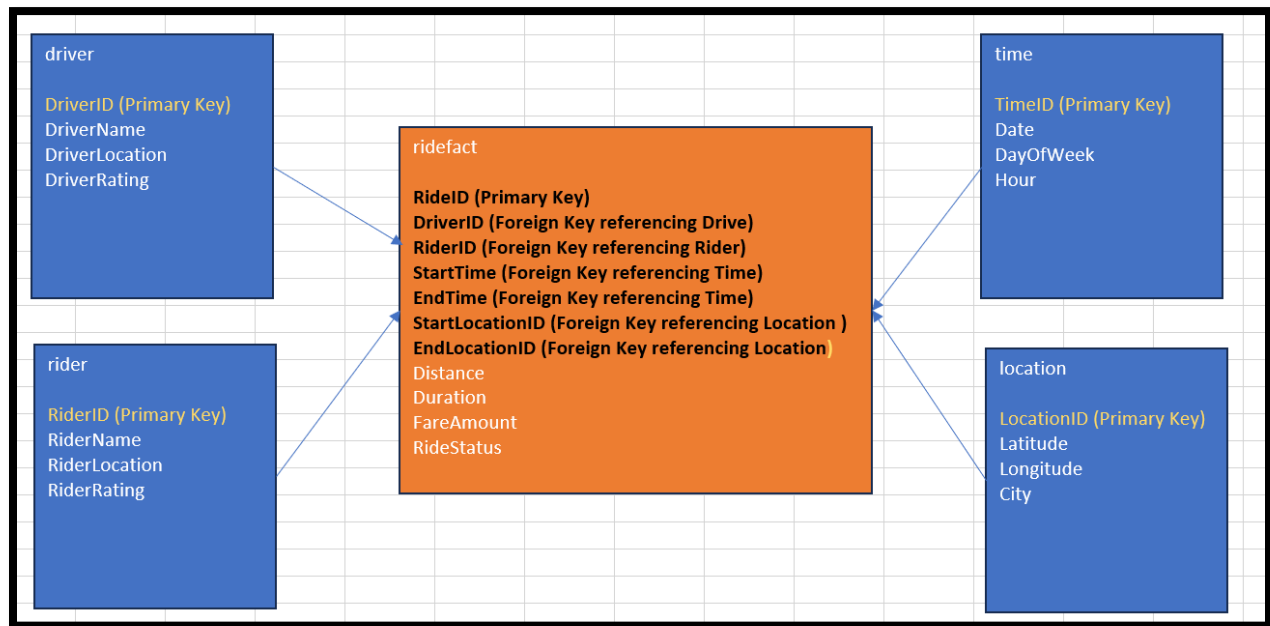 driver
DriverID (Primary Key)
DriverName
DriverLocation
DriverRating
rider
RiderID (Primary Key)
RiderName
RiderLocation
RiderRating
ridefact
RideID (Primary Key)
DriverID (Foreign Key referencing Drive)
RiderID (Foreign Key referencing Rider)
StartTime (Foreign Key referencing Time)
EndTime (Foreign Key referencing Time)
StartLocationID (Foreign Key referencing Location )
EndLocationID (Foreign Key referencing Location)
Distance
Duration
FareAmount
RideStatus
time
TimeID (Primary Key)
Date
DayOfWeek
Hour
location
LocationID (Primary Key)
Latitude
Longitude
City